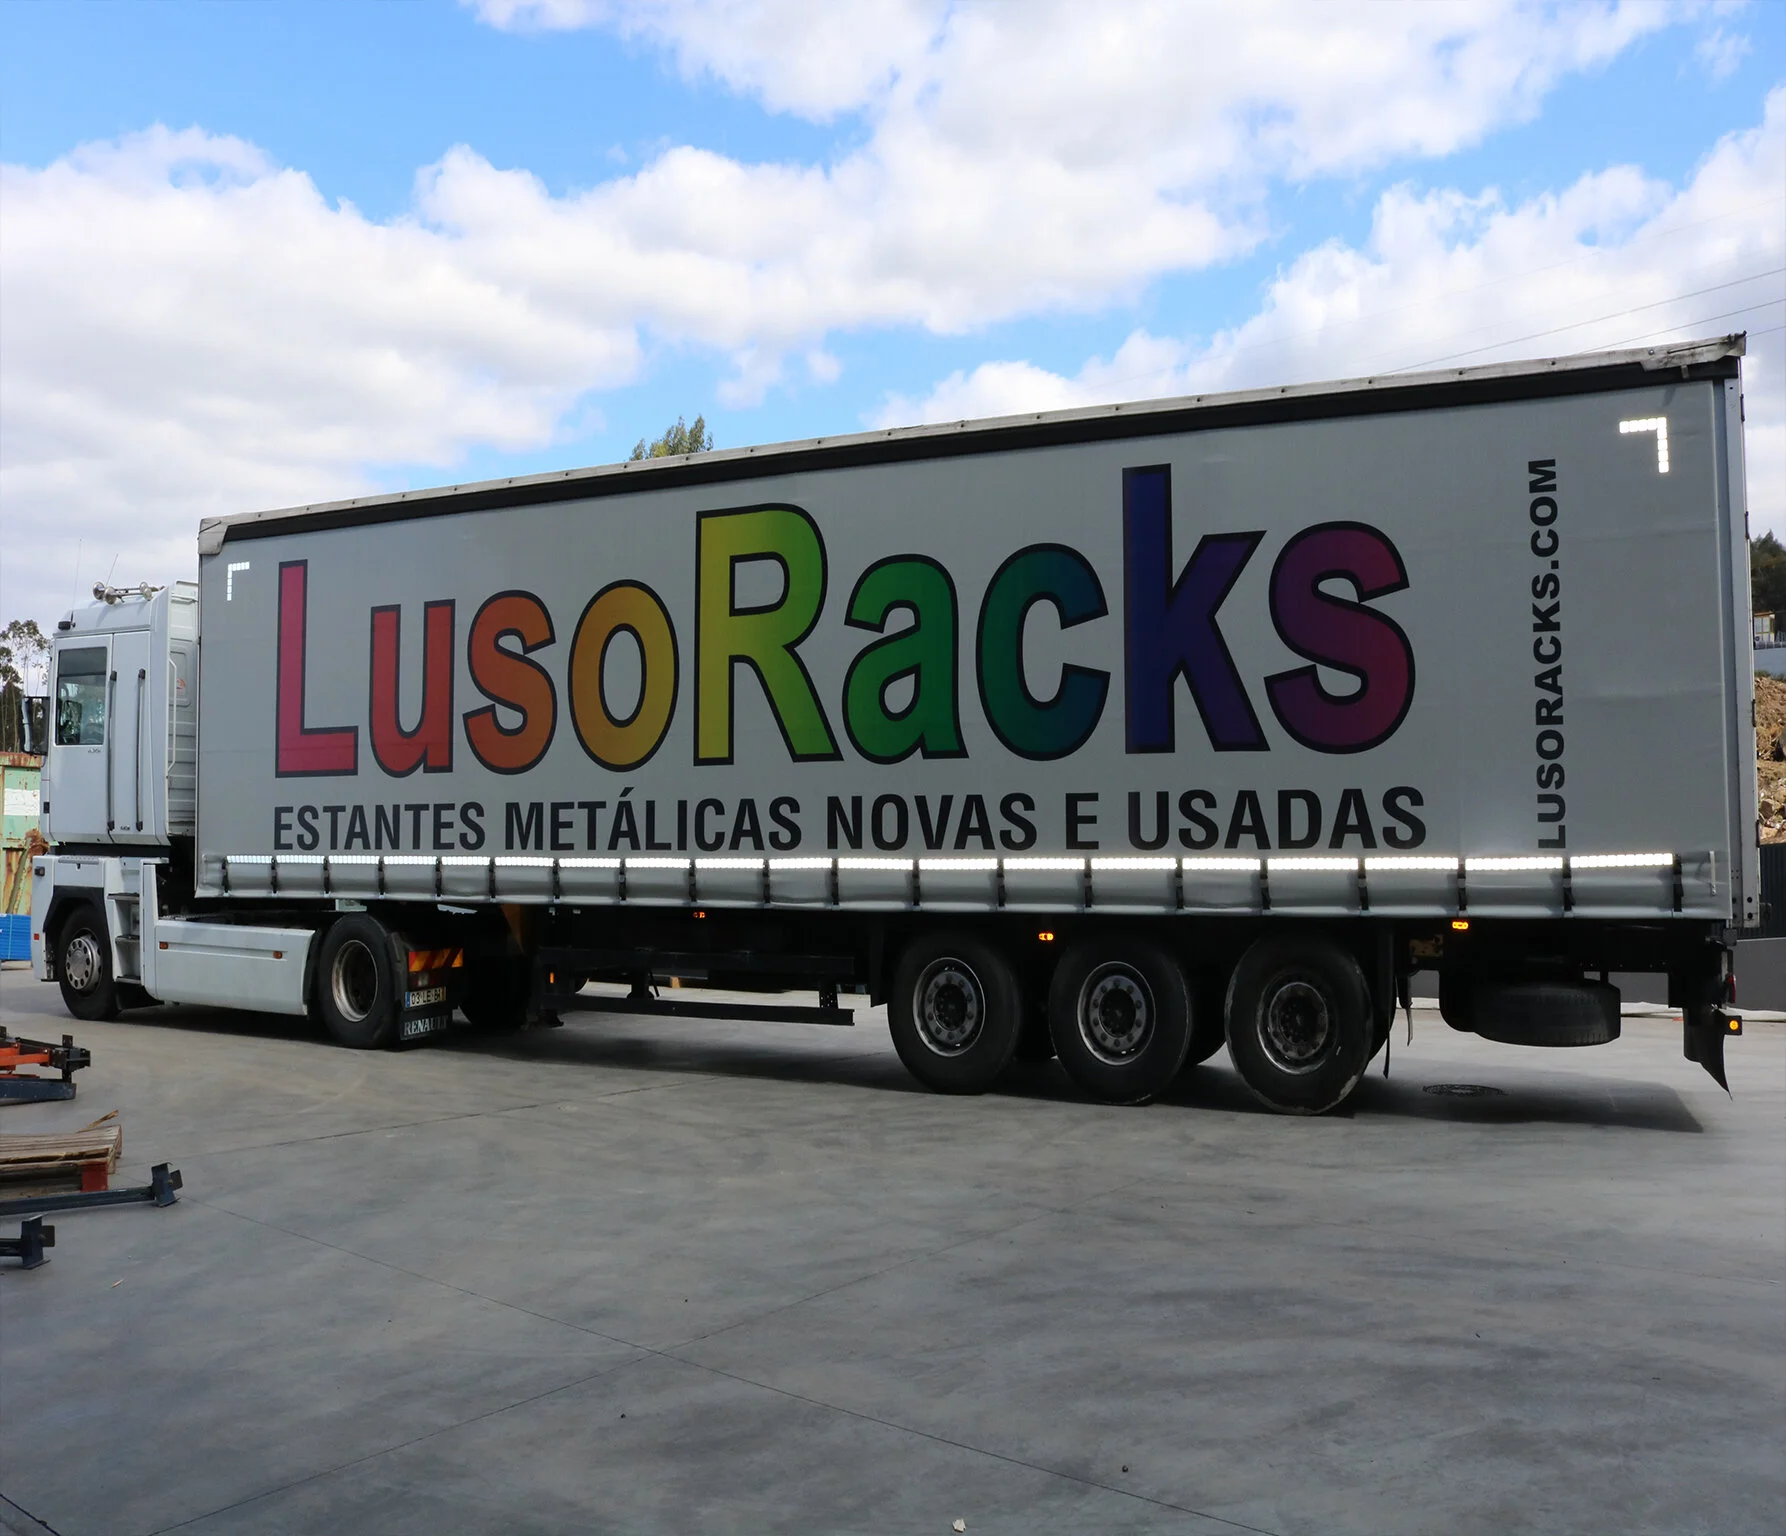 LusoRacks
ESTANTES METÁLICAS NOVAS E USADAS
LUSORACKS.COM
RENAULT